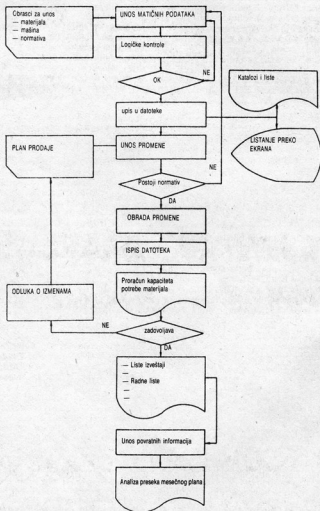 Obrasci za unos
— materijala
— mašina
— normativa
UNOS MATIČNIH PODATAKA
Logičke kontrole
OK
NE
upis u datoteke
Katalozi i liste
LISTANJE PREKO
EKRANA
PLAN PRODAJE
UNOS PROMENE
NE
Postoji normativ
DA
OBRADA PROMENE
ISPIS DATOTEKA
Proračun kapaciteta
potrebe materijala
ODLUKA O IZMENAMA
NE
zadovoljava
DA
— Liste izveštaji
—
— Radne liste
—
—
Unos povratnih informacija
Analiza preseka mesečnog plana